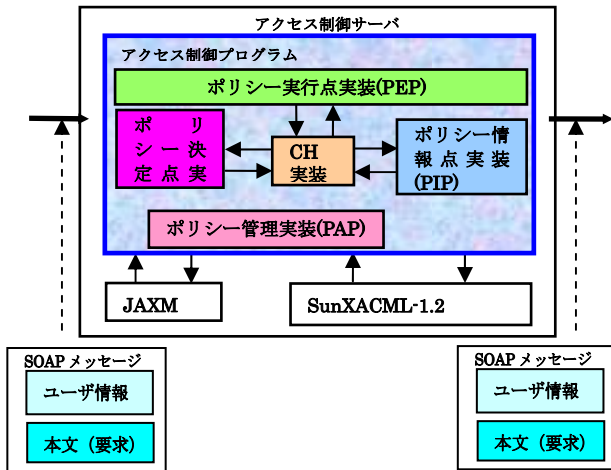 アクセス制御サーバ
アクセス制御プログラム
ポリシー実行点実装(PEP)
ポリ
シー決
定点実
CH
実装
ポリシー情
報点実装
(PIP)
ポリシー管理実装(PAP)
JAXM
SunXACML-1.2
SOAP メッセージ
ユーザ情報
本文（要求）
SOAP メッセージ
ユーザ情報
本文（要求）